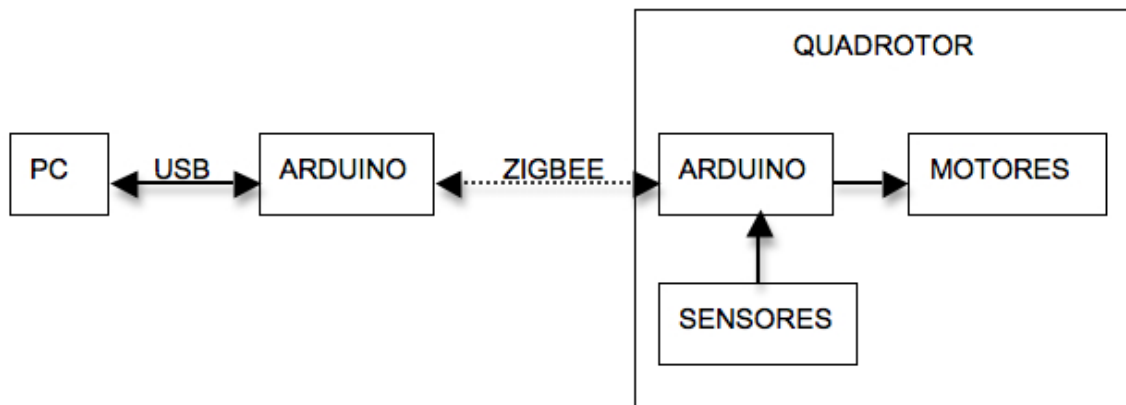 QUADROTOR
PC
USB
ARDUINO
ZIGBEE
ARDUINO
MOTORES
SENSORES